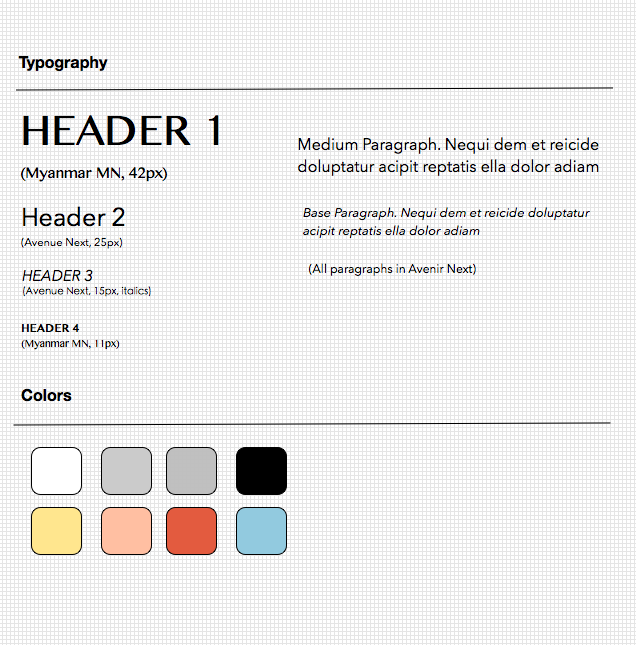 Typography
HEADER 1
(Myanmar MN, 42px)
Header 2
(Avenue Next, 25px)
HEADER 3
(Avenue Next, 15px, italics)
HEADER 4
(Myanmar MN, 11px)
Medium Paragraph. Nequi dem et reicide
doluptatur acipit reptatis ella dolor adiam
Base Paragraph. Nequi dem et reicide doluptatur
acipit reptatis ella dolor adiam
(All paragraphs in Avenir Next)
Colors